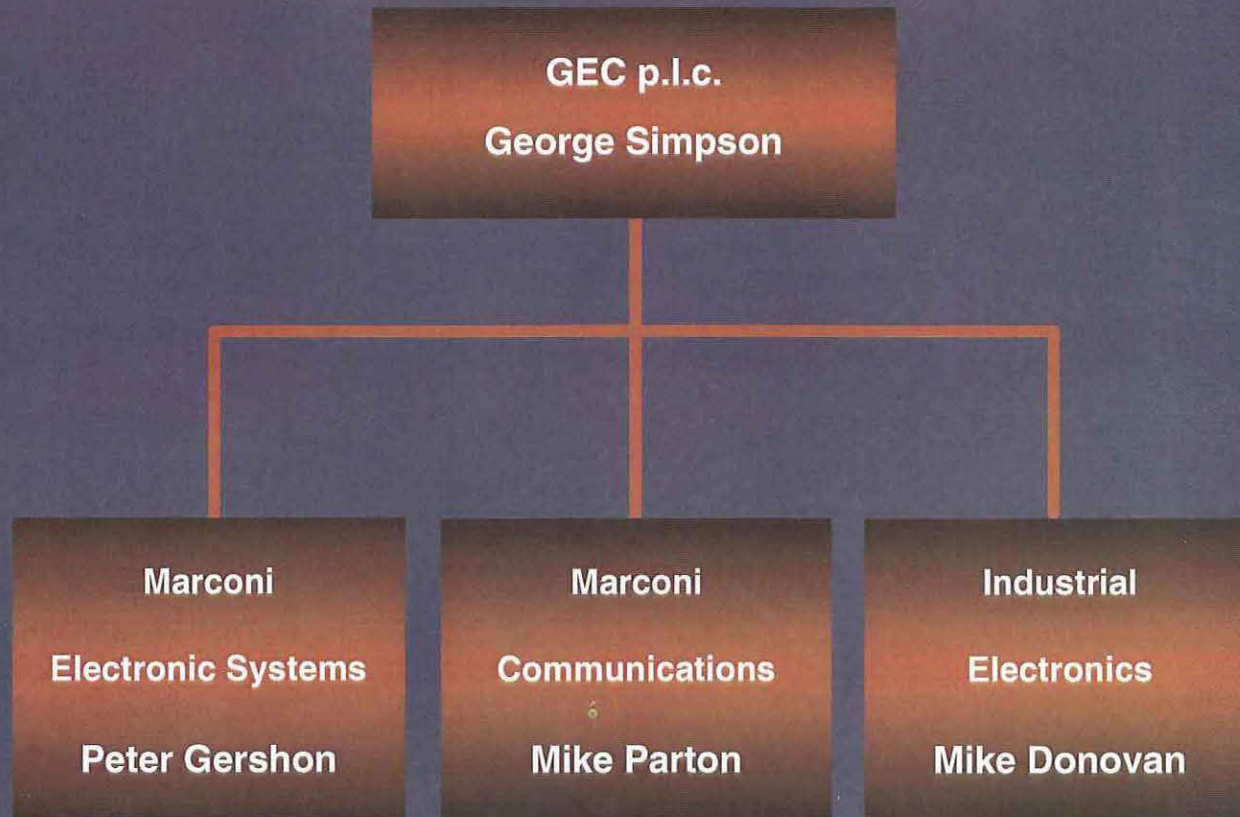 GEC p.l.c.
George Simpson
Marconi
Electronic Systems
Peter Gershon
Marconi
Communications
Mike Parton
Industrial
Electronics
Mike Donovan